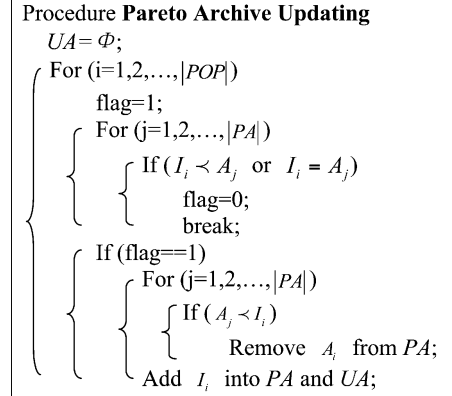 Procedure Pareto Archive Updating
UA=Φ;
For (i=1,2,…,|POP|)
flag=1;
For (j=1,2,…,|PA|)
If (I_i ≺ A_j or I_i = A_j)
flag=0;
break;
If (flag==1)
For (j=1,2,…,|PA|)
If (A_j ≺ I_i)
Remove A_i from PA;
Add I_i into PA and UA;